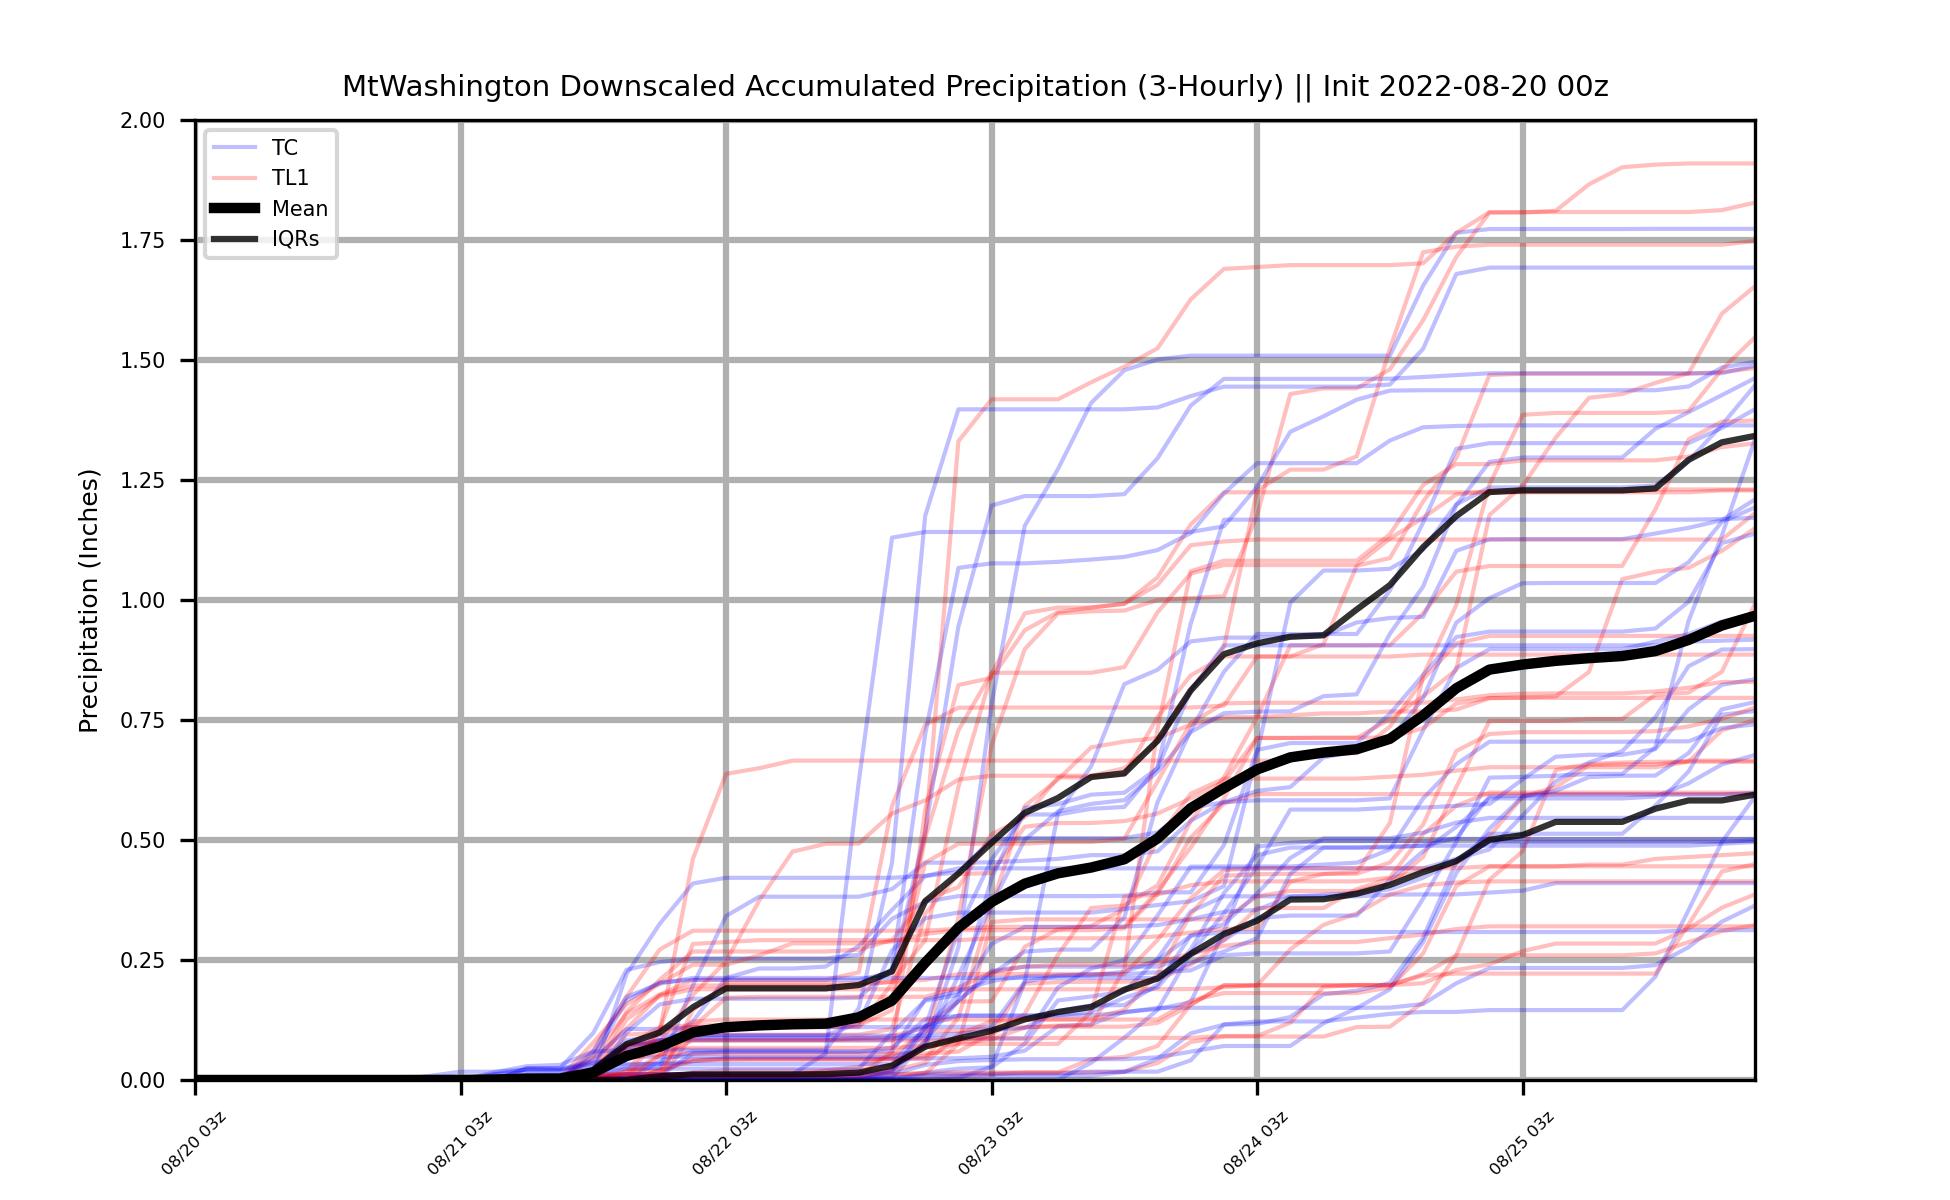 MtWashington Downscaled Accumulated Precipitation (3-Hourly) || Init 2022-08-20 00z
TC
TL1
Mean
IQRs
Precipitation (Inches)
2.00
1.75
1.50
1.25
1.00
0.75
0.50
0.25
0.00
08/20 03z
08/21 03z
08/22 03z
08/23 03z
08/24 03z
08/25 03z